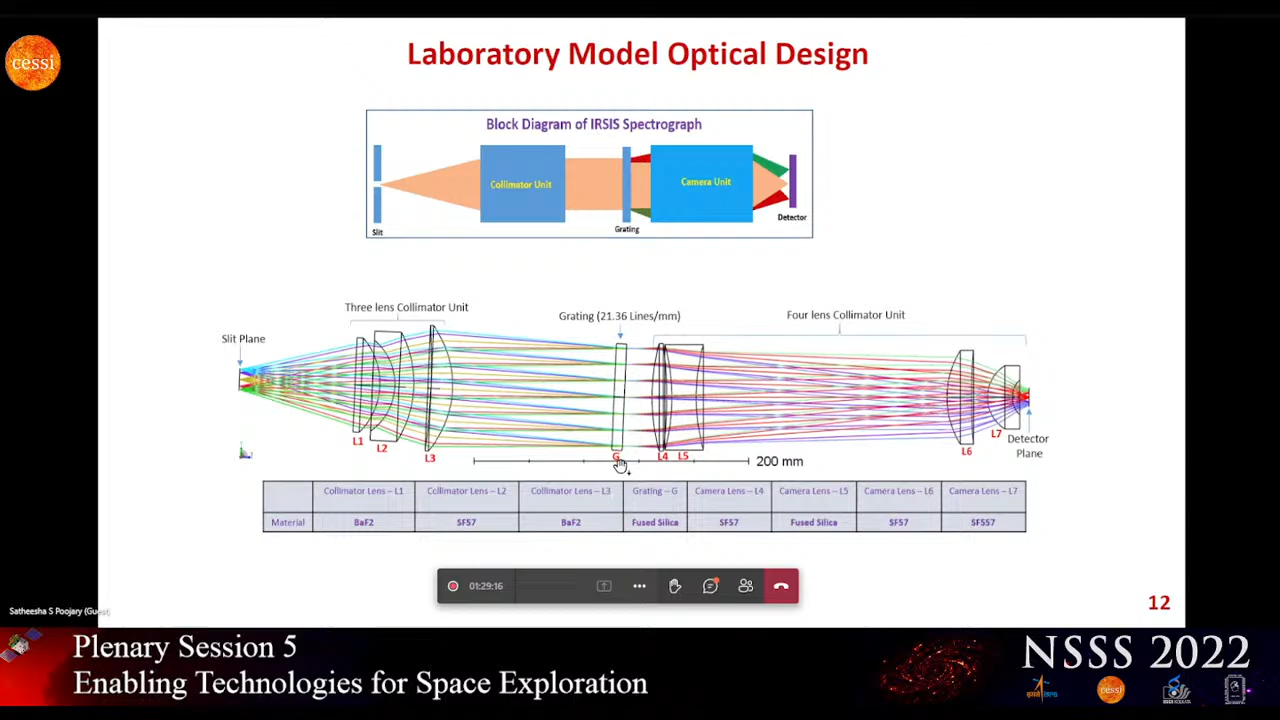 cessi
Laboratory Model Optical Design
Block Diagram of IRSIS Spectrograph
Collimator Unit
Camera Unit
Slit
Grating
Detector
Three lens Collimator Unit
Grating (21.36 Lines/mm)
Four lens Collimator Unit
Slit Plane
L1
L2
L3
G
L4
L5
L6
L7
Detector
Plane
200 mm
Collimator Lens – L1 Collimator Lens – L2 Collimator Lens – L3 Grating – G Camera Lens – L4 Camera Lens – L5 Camera Lens – L6 Camera Lens – L7
Material BaF2 SF57 BaF2 Fused Silica SF57 Fused Silica SF57 SF557
01:29:16
12
Satheesha S Poojary (Guest)
Plenary Session 5
Enabling Technologies for Space Exploration
NSSS 2022
cessi